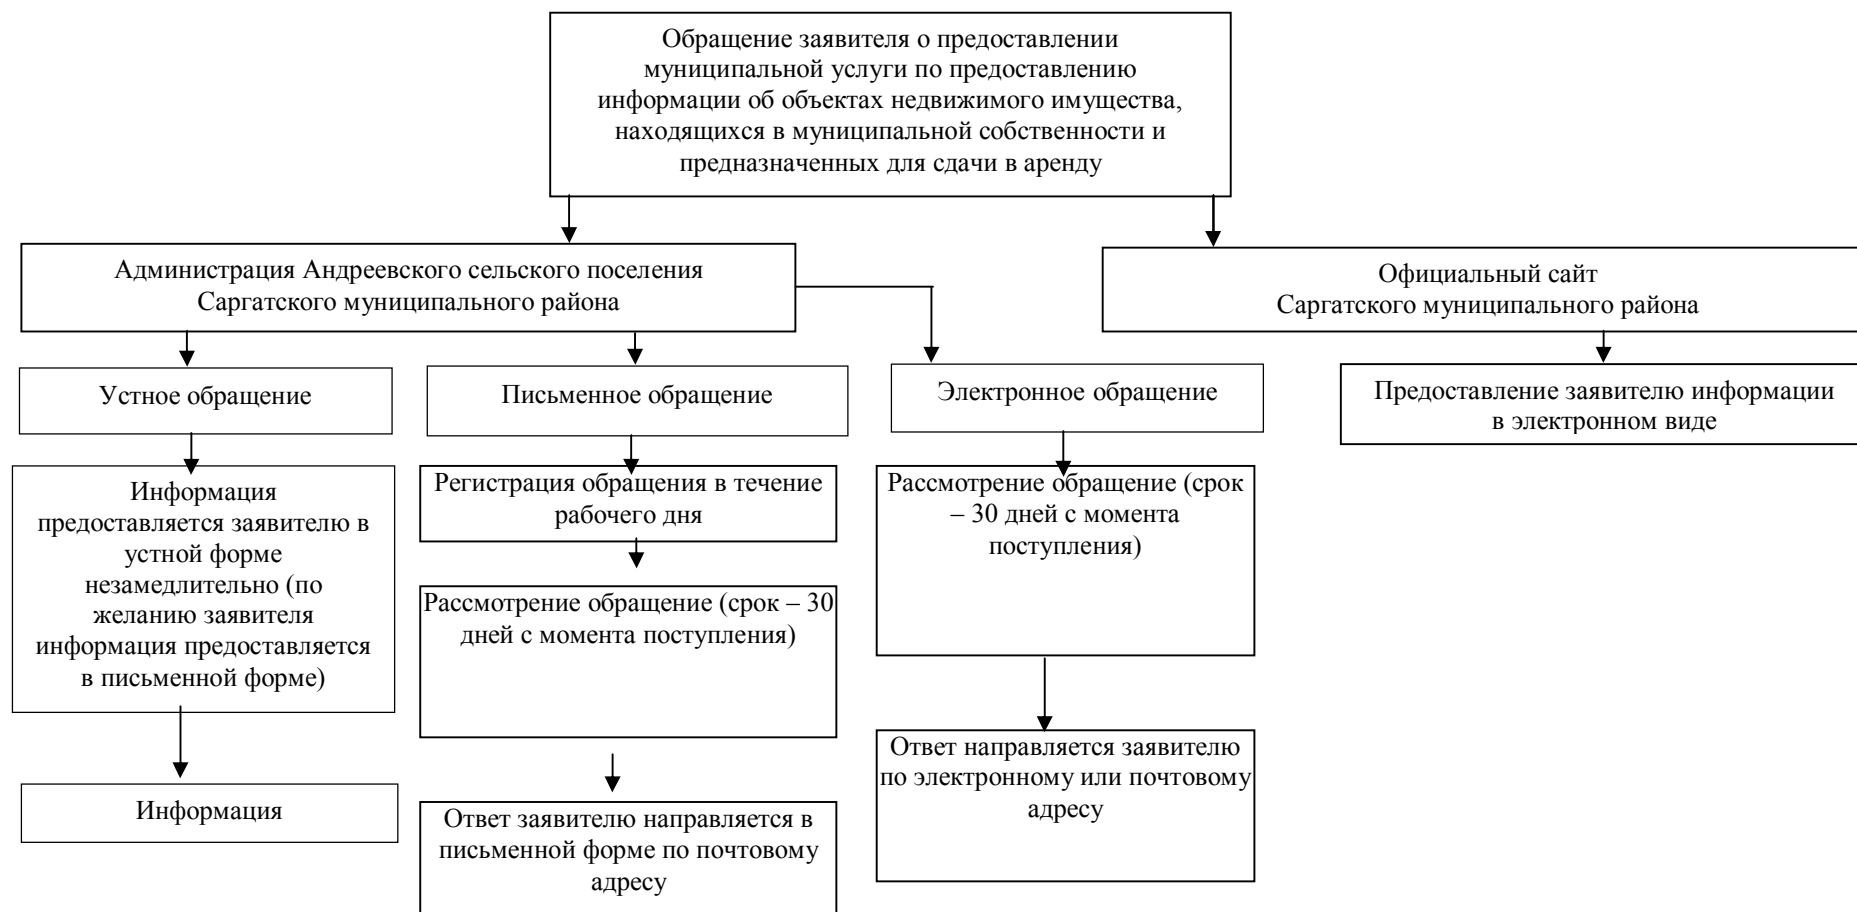 Обращение заявителя о предоставлении
муниципальной услуги по предоставлению
информации об объектах недвижимого имущества,
находящихся в муниципальной собственности и
предназначенных для сдачи в аренду
Администрация Андреевского сельского поселения
Саргатского муниципального района
Официальный сайт
Саргатского муниципального района
Устное обращение
Письменное обращение
Электронное обращение
Предоставление заявителю информации
в электронном виде
Информация
предоставляется заявителю в
устной форме
незамедлительно (по
желанию заявителя
информация предоставляется
в письменной форме)
Регистрация обращения в течение
рабочего дня
Рассмотрение обращение (срок
– 30 дней с момента
поступления)
Рассмотрение обращение (срок – 30
дней с момента поступления)
Информация
Ответ заявителю направляется в
письменной форме по почтовому
адресу
Ответ направляется заявителю
по электронному или почтовому
адресу